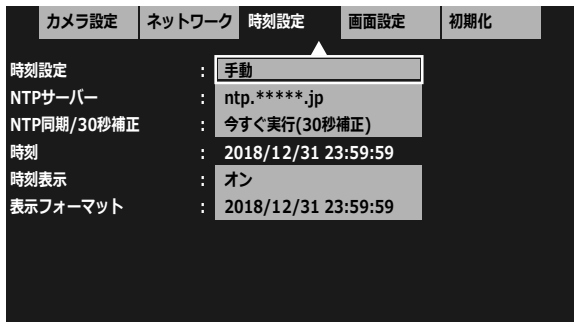 カメラ設定 ネットワーク 時刻設定 画面設定 初期化
時刻設定 : 手動
NTPサーバー : ntp.*****.jp
NTP同期/30秒補正 : 今すぐ実行(30秒補正)
時刻 : 2018/12/31 23:59:59
時刻表示 : オン
表示フォーマット : 2018/12/31 23:59:59